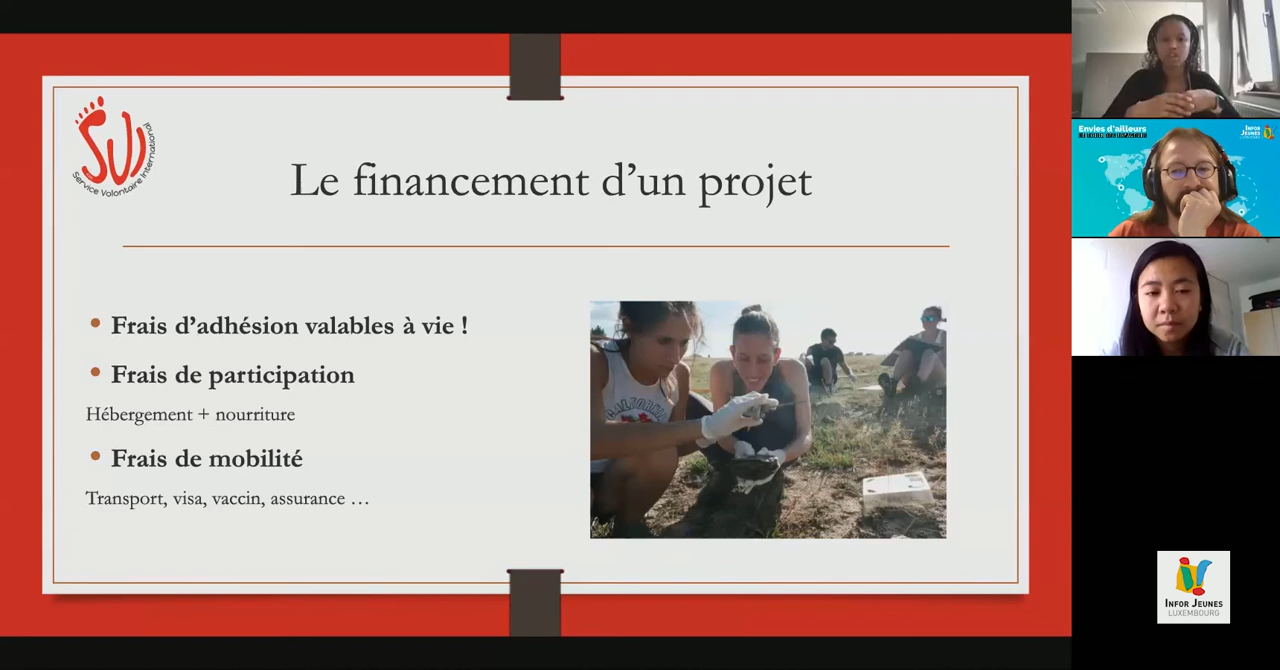 SVI
Service Volontaire International
Le financement d’un projet
• Frais d’adhésion valables à vie !
• Frais de participation
Hébergement + nourriture
• Frais de mobilité
Transport, visa, vaccin, assurance …
CALIFORNIA
Envies d’ailleurs
INFOR
JEUNES
INFOR JEUNES
LUXEMBOURG